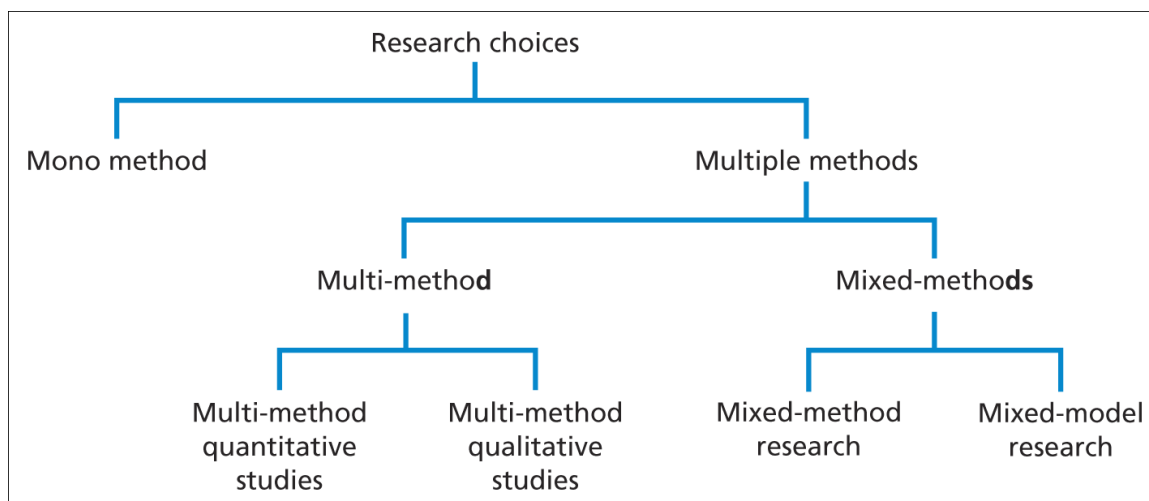 Research choices
Mono method
Multiple methods
Multi-method
Mixed-methods
Multi-method
quantitative
studies
Multi-method
qualitative
studies
Mixed-method
research
Mixed-model
research